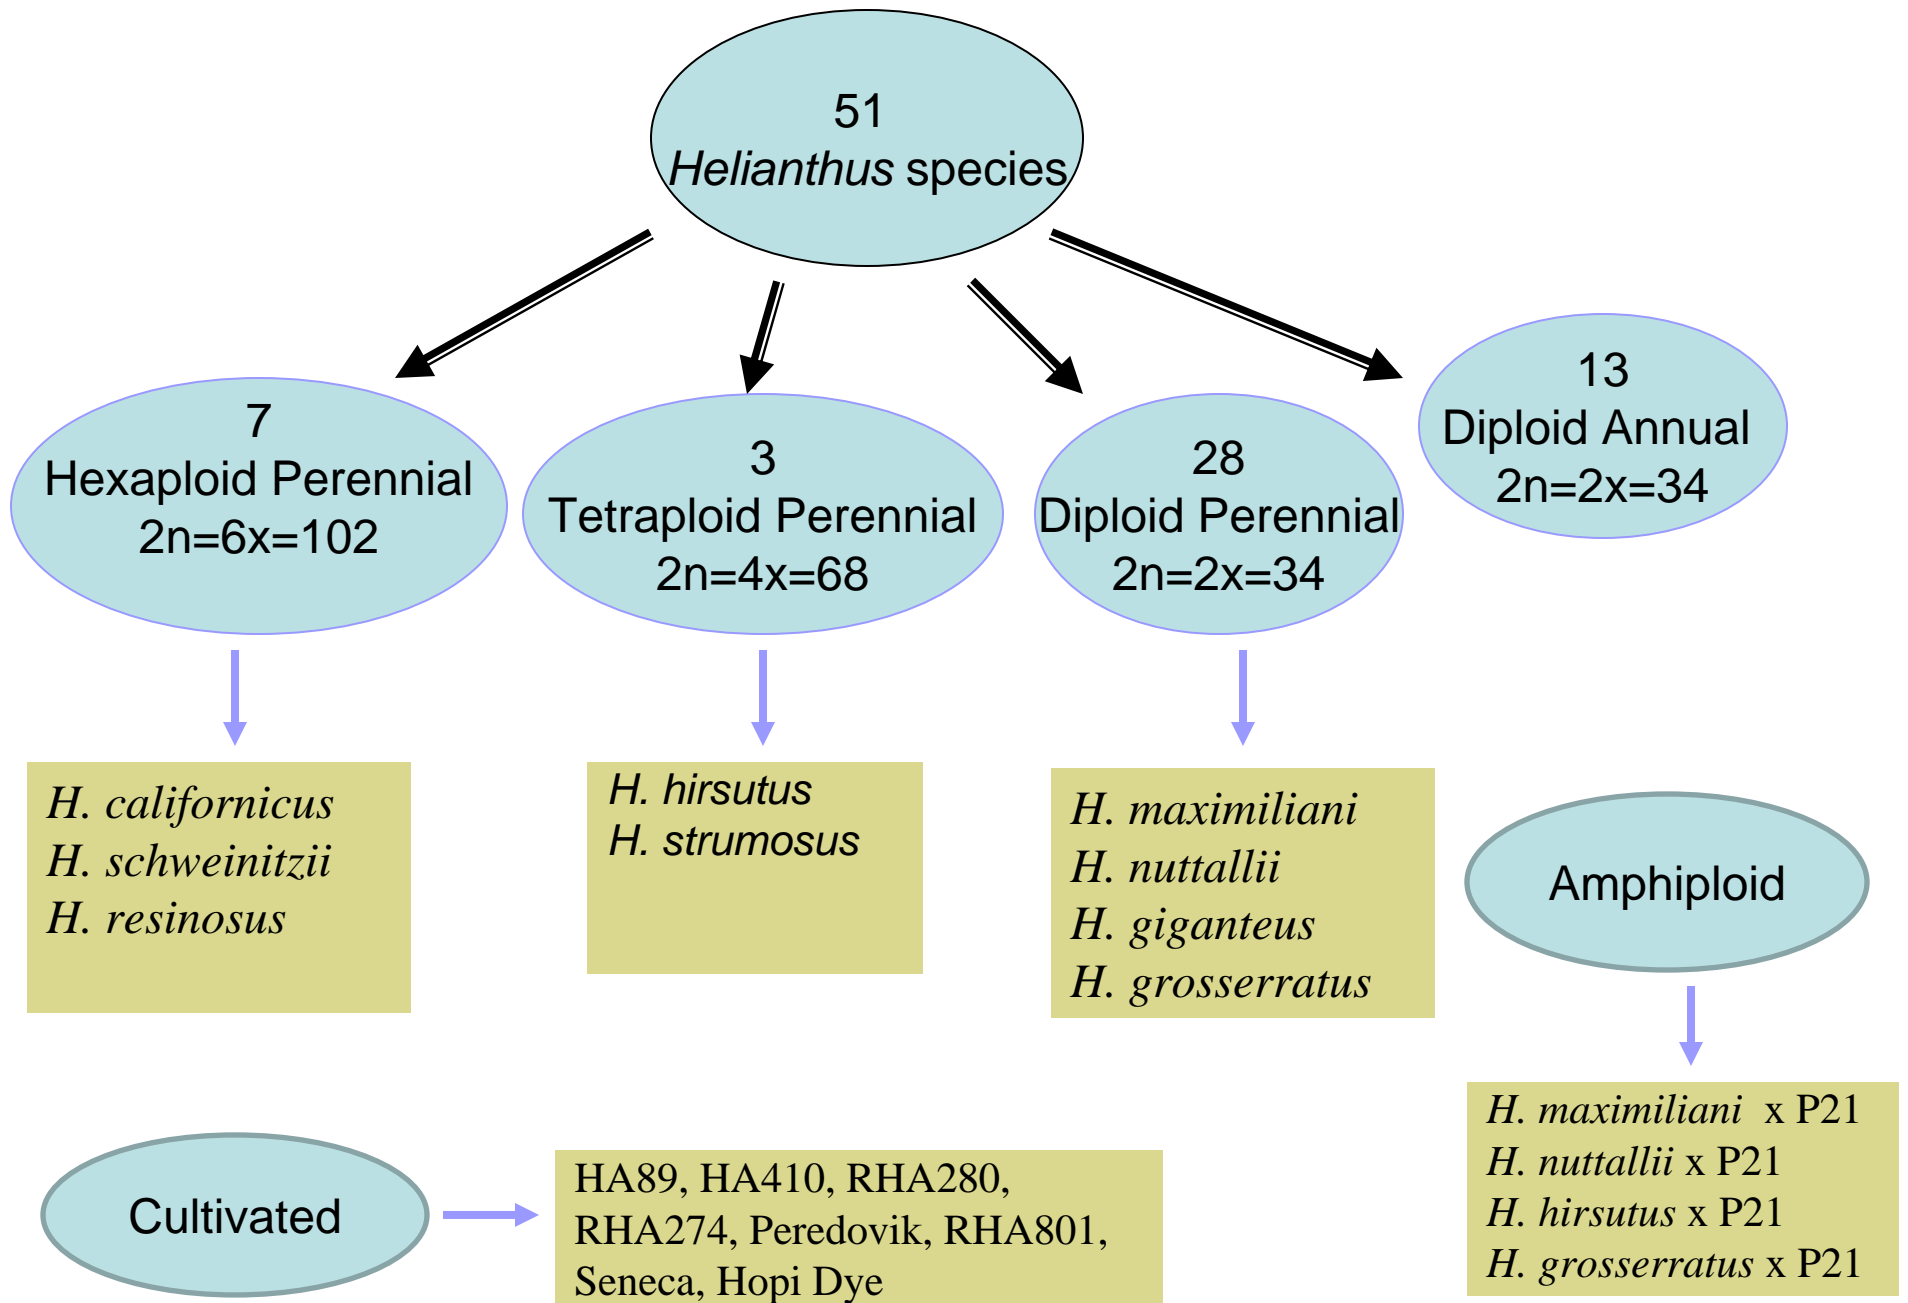 51
Helianthus species
7
Hexaploid Perennial
2n=6x=102
3
Tetraploid Perennial
2n=4x=68
28
Diploid Perennial
2n=2x=34
13
Diploid Annual
2n=2x=34
H. californicus
H. schweinitzii
H. resinosus
H. hirsutus
H. strumosus
H. maximiliani
H. nuttallii
H. giganteus
H. grosserratus
Amphiploid
H. maximiliani x P21
H. nuttallii x P21
H. hirsutus x P21
H. grosserratus x P21
Cultivated
HA89, HA410, RHA280,
RHA274, Peredovik, RHA801,
Seneca, Hopi Dye